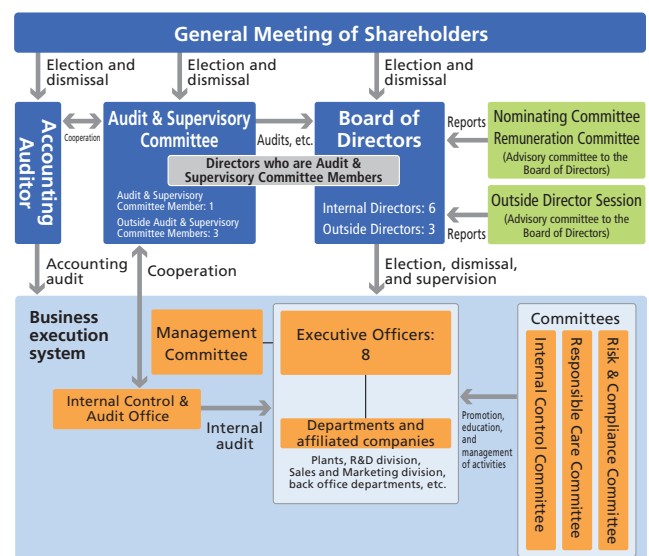 General Meeting of Shareholders
Election and
dismissal
Election and
dismissal
Election and
dismissal
Accounting
Auditor
Cooperation
Audit & Supervisory
Committee
Audit & Supervisory
Committee Member: 1
Outside Audit & Supervisory
Committee Members: 3
Audits, etc.
Directors who are Audit &
Supervisory Committee Members
Board of
Directors
Internal Directors: 6
Outside Directors: 3
Reports
Nominating Committee
Remuneration Committee
(Advisory committee to the
Board of Directors)
Outside Director Session
(Advisory committee to the
Board of Directors)
Reports
Accounting
audit
Cooperation
Election, dismissal,
and supervision
Business
execution
system
Management
Committee
Executive Officers:
8
Internal Control &
Audit Office
Internal
audit
Departments and
affiliated companies
Plants, R&D division,
Sales and Marketing division,
back office departments, etc.
Promotion,
education,
and
management
of activities
Committees
Internal Control Committee
Responsible Care Committee
Risk & Compliance Committee